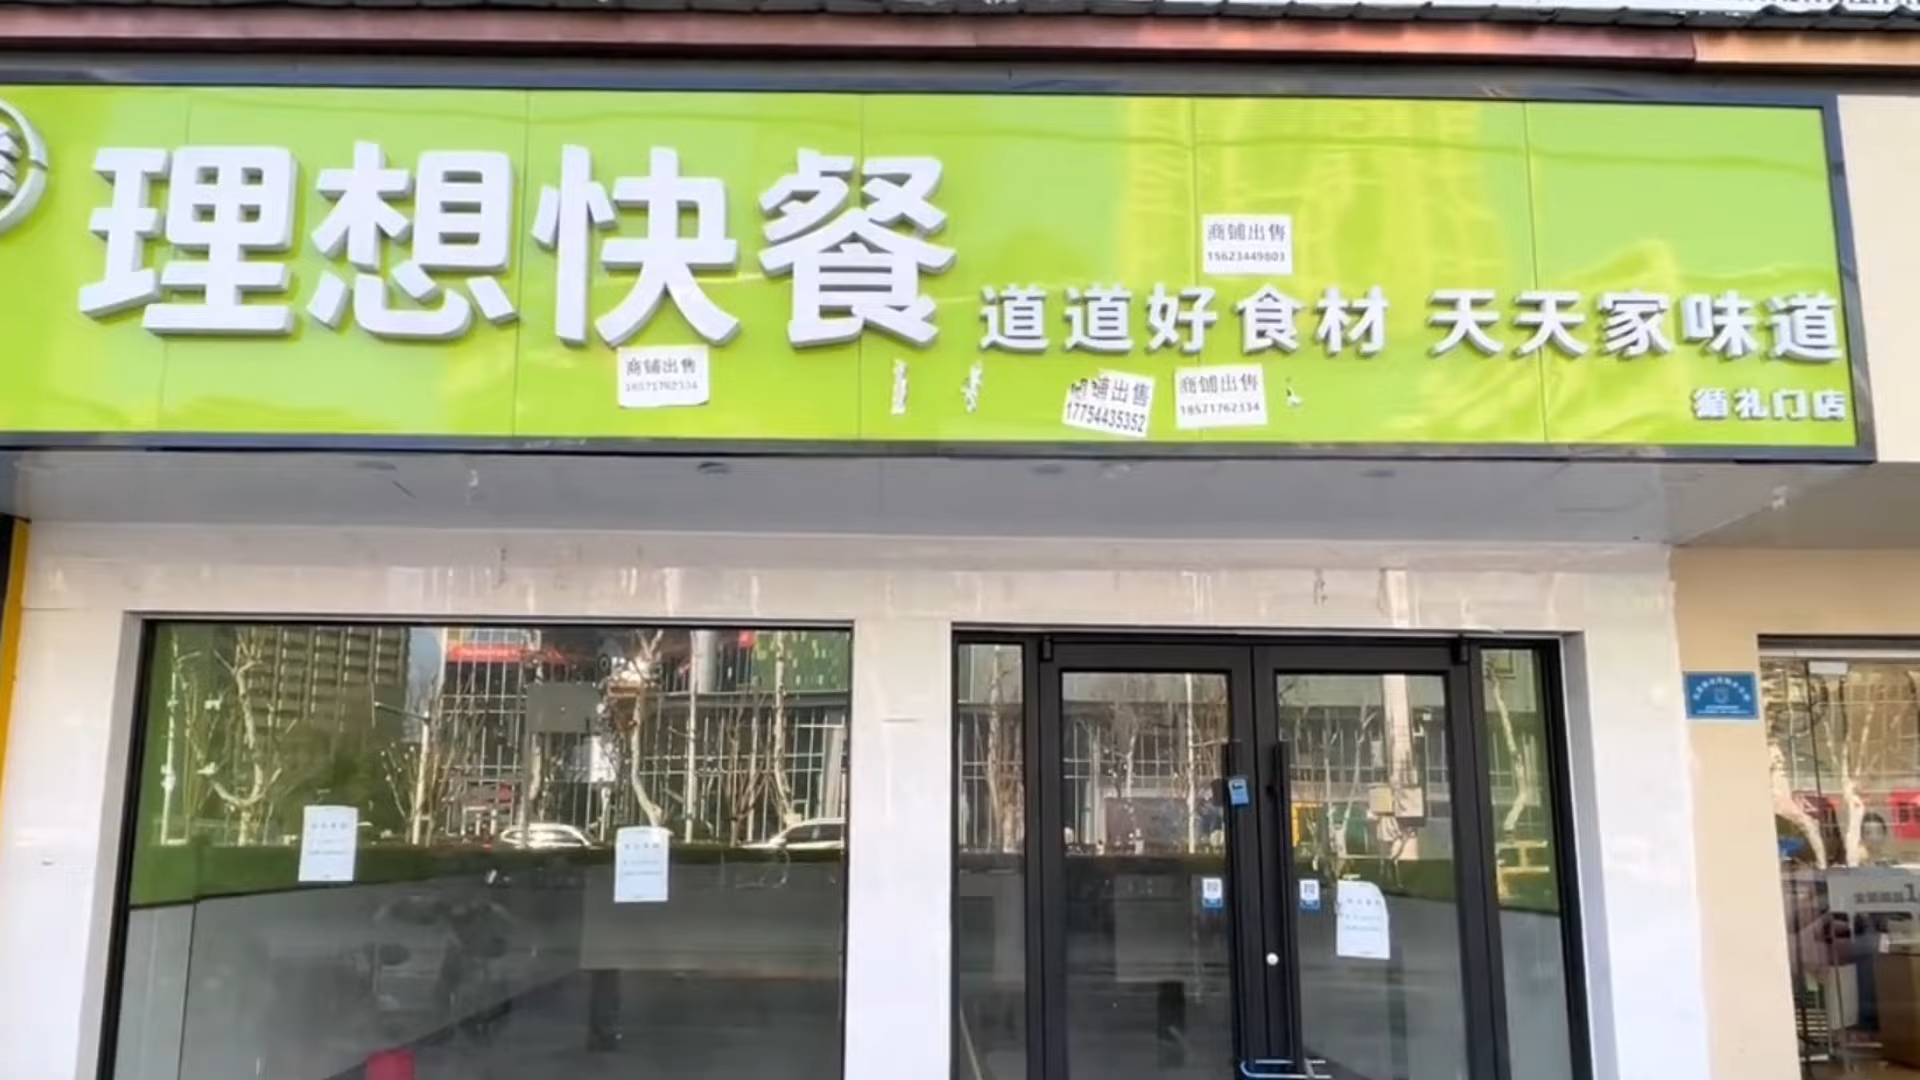 理想快餐
道道好食材 天天家味道
循礼门店
商铺出售
15623449803
商铺出售
18571762334
商铺出售
17754435352
商铺出售
18571762334